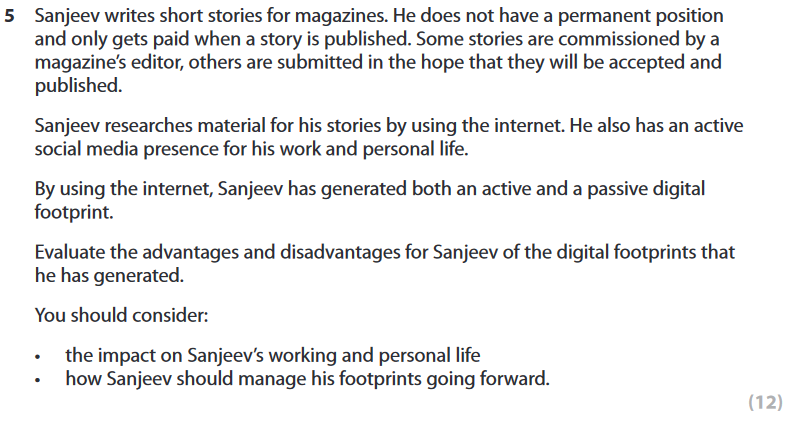 5 Sanjeev writes short stories for magazines. He does not have a permanent position
and only gets paid when a story is published. Some stories are commissioned by a
magazine’s editor, others are submitted in the hope that they will be accepted and
published.
Sanjeev researches material for his stories by using the internet. He also has an active
social media presence for his work and personal life.
By using the internet, Sanjeev has generated both an active and a passive digital
footprint.
Evaluate the advantages and disadvantages for Sanjeev of the digital footprints that
he has generated.
You should consider:
• the impact on Sanjeev’s working and personal life
• how Sanjeev should manage his footprints going forward.
(12)